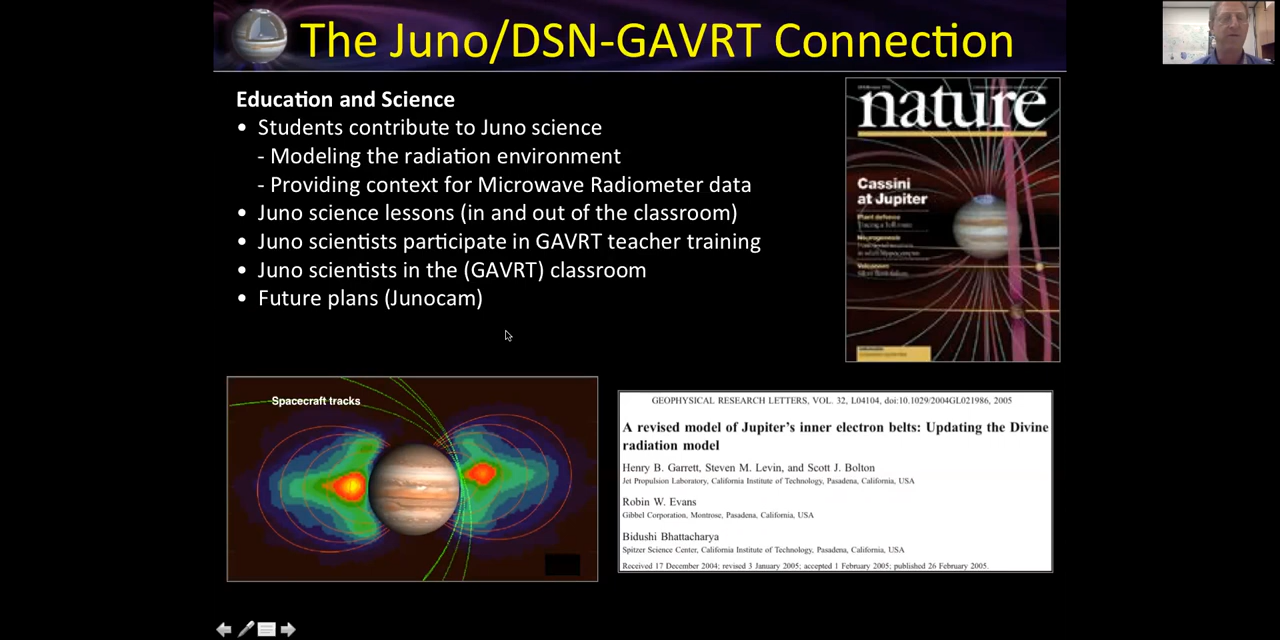 The Juno/DSN-GAVRT Connection
Education and Science
• Students contribute to Juno science
- Modeling the radiation environment
- Providing context for Microwave Radiometer data
• Juno science lessons (in and out of the classroom)
• Juno scientists participate in GAVRT teacher training
• Juno scientists in the (GAVRT) classroom
• Future plans (Junocam)
nature
Cassini
at Jupiter
Plant defence
Neurogenesis
Volcanoes
Spacecraft tracks
GEOPHYSICAL RESEARCH LETTERS, VOL. 32, L04104, doi:10.1029/2004GL021986, 2005
A revised model of Jupiter's inner electron belts: Updating the Divine
radiation model
Henry B. Garrett, Steven M. Levin, and Scott J. Bolton
Jet Propulsion Laboratory, California Institute of Technology, Pasadena, California, USA
Robin W. Evans
Gibbel Corporation, Montrose, Pasadena, California, USA
Bidushi Bhattacharya
Spitzer Science Center, California Institute of Technology, Pasadena, California, USA
Received 17 December 2004; revised 3 January 2005; accepted 1 February 2005; published 26 February 2005.